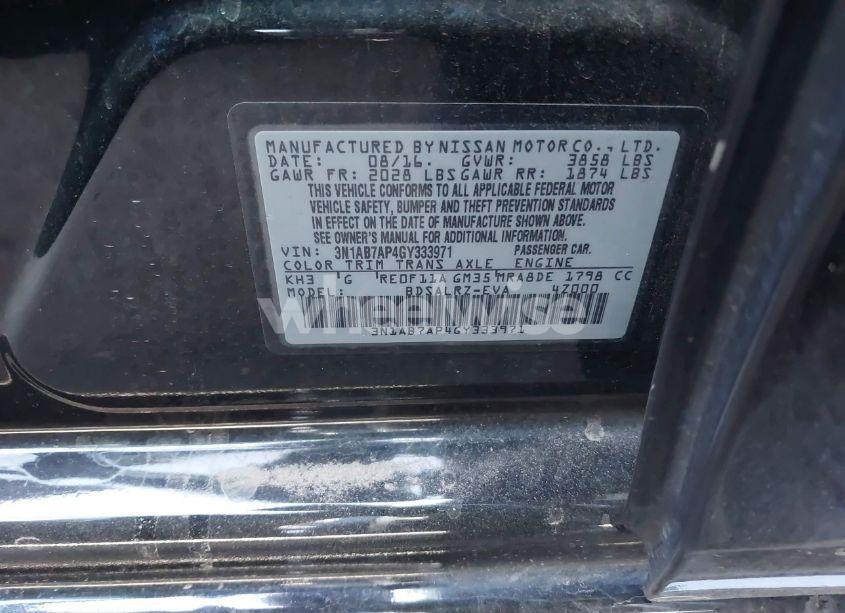 MANUFACTURED BY NISSAN MOTOR CO., LTD.
DATE: 08/16. GVWR: 3858 LBS
GAWR FR: 2028 LBS GAWR RR: 1874 LBS
THIS VEHICLE CONFORMS TO ALL APPLICABLE FEDERAL MOTOR
VEHICLE SAFETY, BUMPER AND THEFT PREVENTION STANDARDS
IN EFFECT ON THE DATE OF MANUFACTURE SHOWN ABOVE.
SEE OWNER'S MANUAL FOR ADDITIONAL INFORMATION.
VIN: 3N1AB7AP4GY333971 PASSENGER CAR.
COLOR TRIM TRANS AXLE ENGINE
KH3 'G 'RE0F11A GM35'MRA8DE 1798 CC
MODEL: BDSALRZ-EVA 4Z000
wheelwise
3N1AB7AP4GY333971